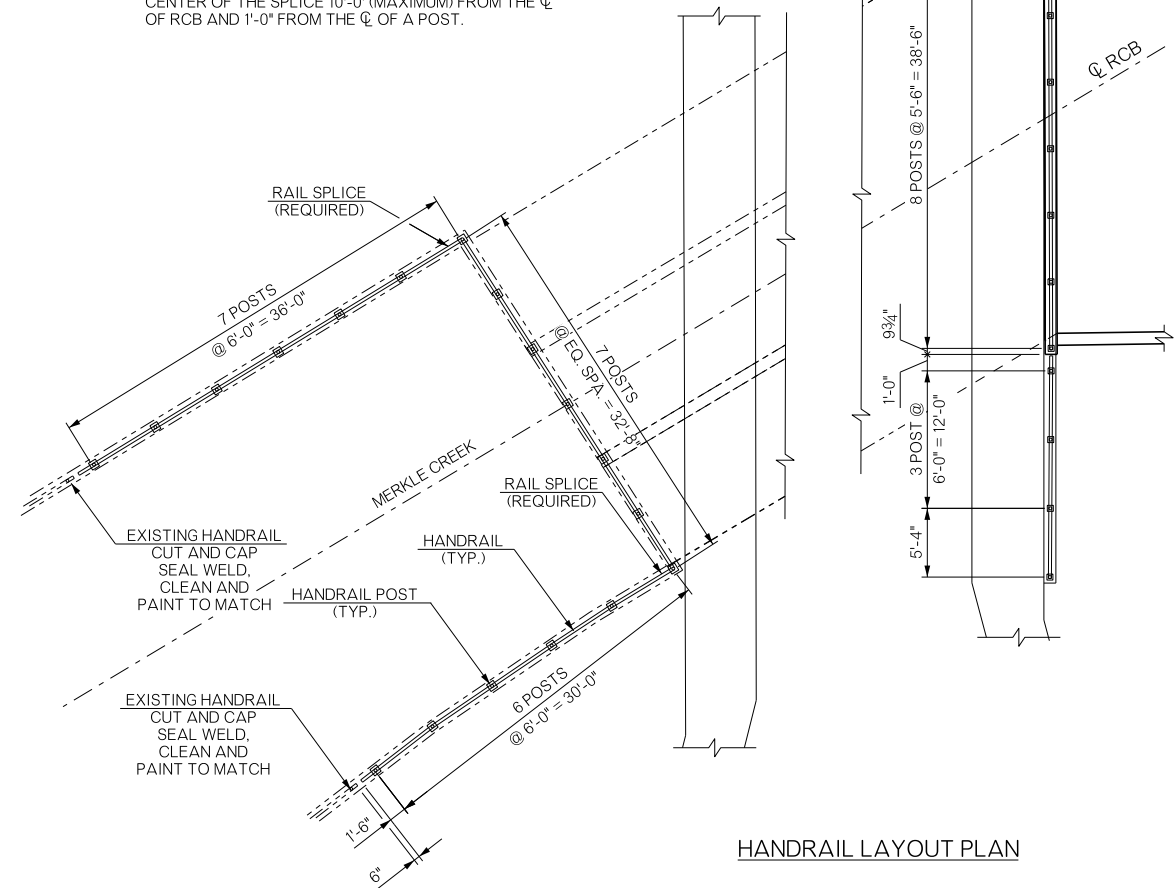 CENTER OF THE SPLICE 10'-0" (MAXIMUM) FROM THE ℄
OF RCB AND 1'-0" FROM THE ℄ OF A POST.
℄ RCB
8 POSTS @ 5'-6" = 38'-6"
RAIL SPLICE
(REQUIRED)
7 POSTS
@ 6'-0" = 36'-0"
7 POSTS
@ EQ. SPA. = 32'-8"
9¾"
1'-0"
3 POST @
6'-0" = 12'-0"
5'-4"
MERKLE CREEK
RAIL SPLICE
(REQUIRED)
EXISTING HANDRAIL
CUT AND CAP
SEAL WELD,
CLEAN AND
PAINT TO MATCH
HANDRAIL
(TYP.)
HANDRAIL POST
(TYP.)
6 POSTS
@ 6'-0" = 30'-0"
EXISTING HANDRAIL
CUT AND CAP
SEAL WELD,
CLEAN AND
PAINT TO MATCH
1'-6"
6"
HANDRAIL LAYOUT PLAN